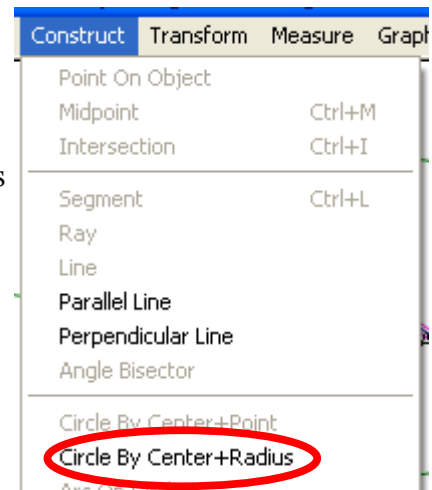 Construct Transform Measure Graph
Point On Object
Midpoint Ctrl+M
Intersection Ctrl+I
s
Segment Ctrl+L
Ray
Line
Parallel Line
Perpendicular Line
Angle Bisector
Circle By Center+Point
Circle By Center+Radius